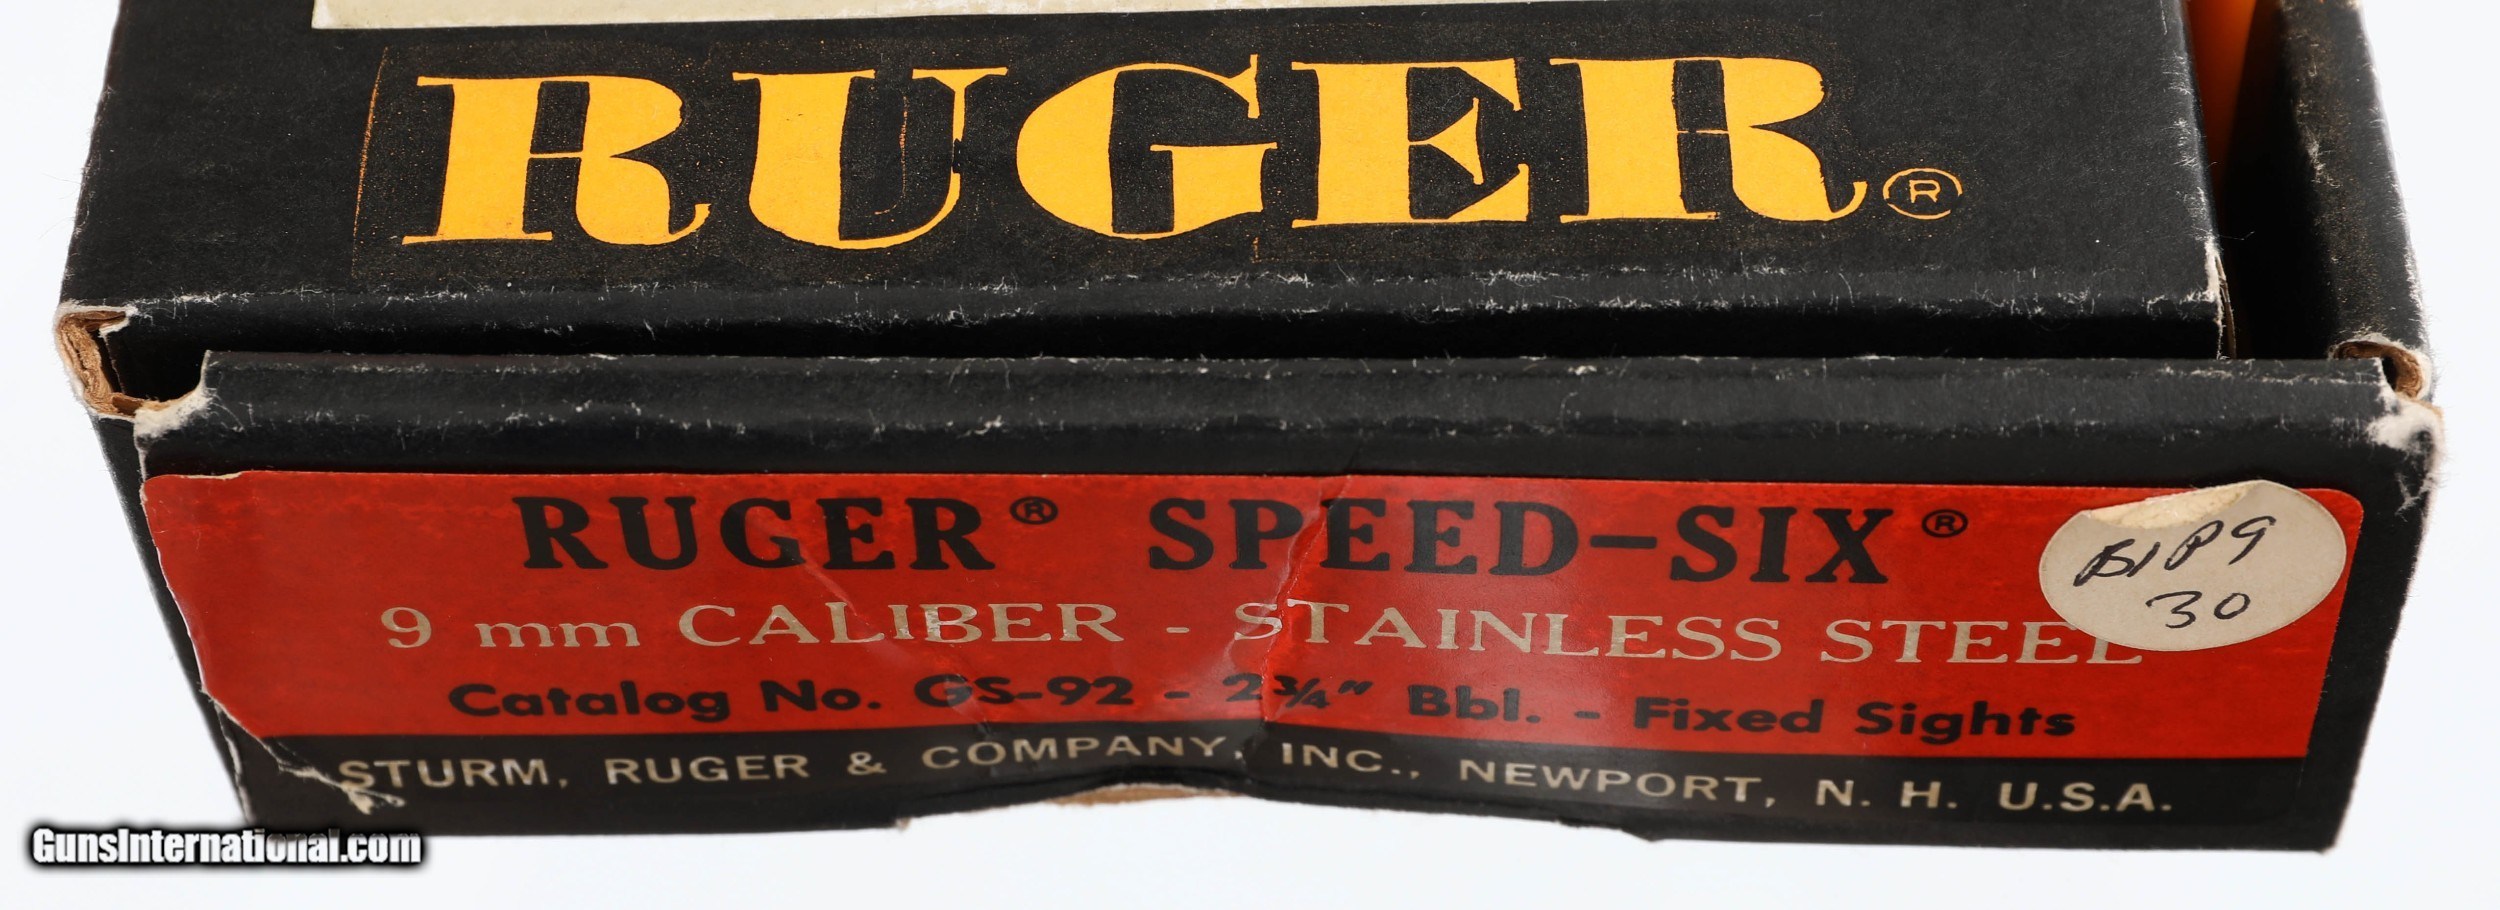 RUGER®
RUGER® SPEED-SIX®
B1P9
30
9 mm CALIBER - STAINLESS STEEL
Catalog No. GS-92 - 2¾" Bbl. - Fixed Sights
STURM, RUGER & COMPANY, INC., NEWPORT, N. H. U.S.A.
GunsInternational.com